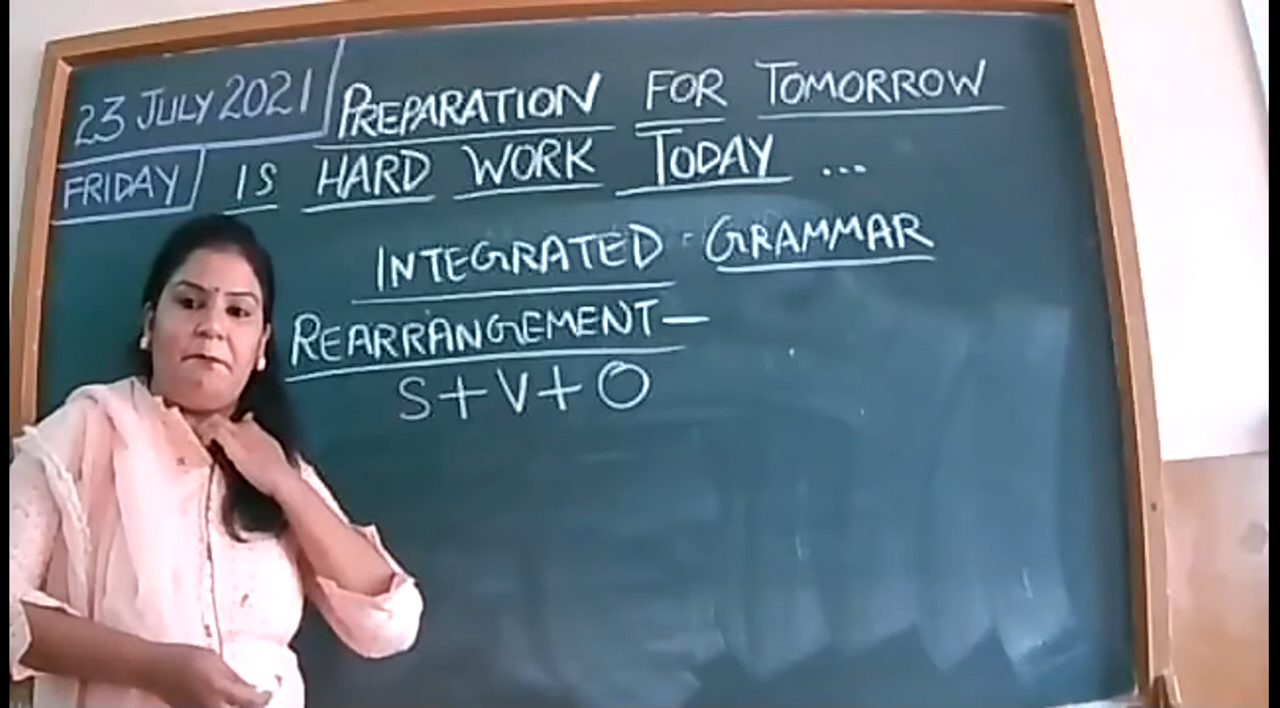 23 JULY 2021
FRIDAY
PREPARATION FOR TOMORROW
IS HARD WORK TODAY ...
INTEGRATED GRAMMAR
REARRANGEMENT—
S+V+O